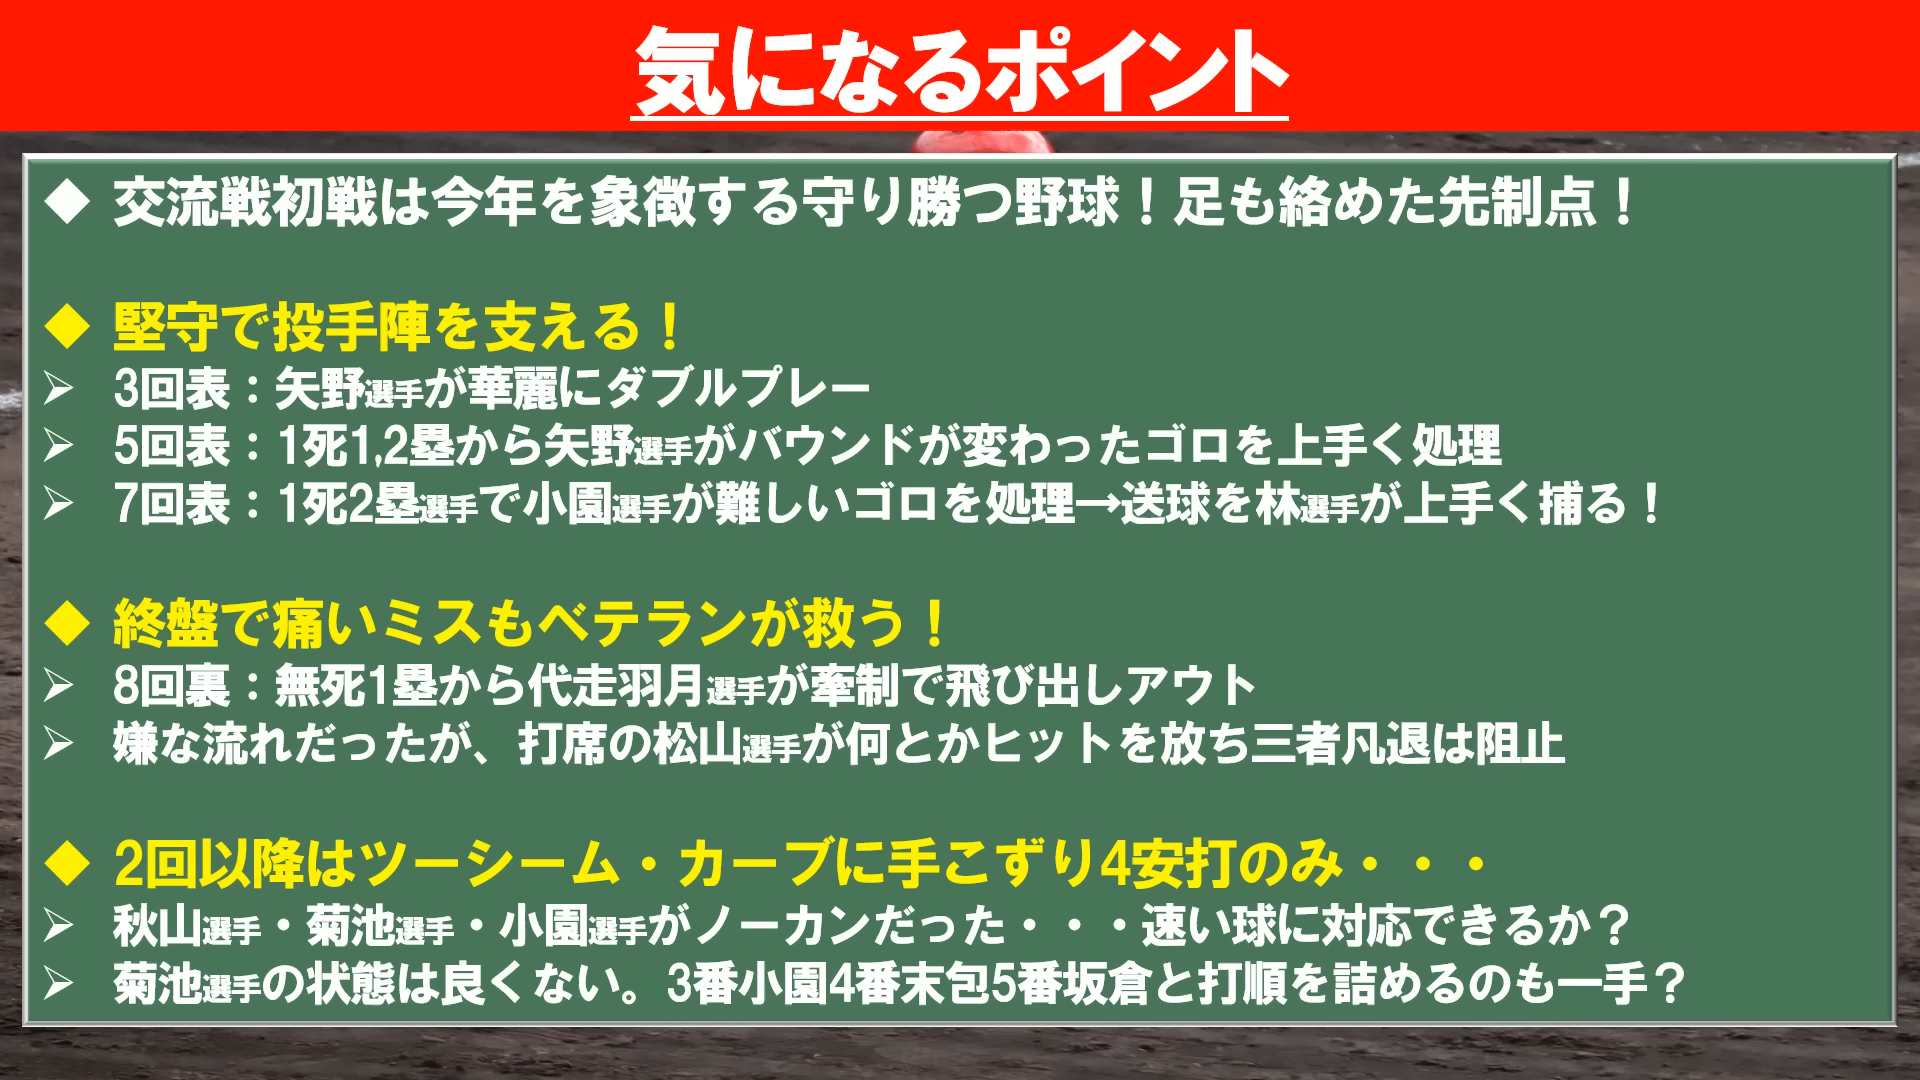 気になるポイント
◆ 交流戦初戦は今年を象徴する守り勝つ野球！足も絡めた先制点！
◆ 堅守で投手陣を支える！
➢ 3回表：矢野選手が華麗にダブルプレー
➢ 5回表：1死1,2塁から矢野選手がバウンドが変わったゴロを上手く処理
➢ 7回表：1死2塁選手で小園選手が難しいゴロを処理→送球を林選手が上手く捕る！
◆ 終盤で痛いミスもベテランが救う！
➢ 8回裏：無死1塁から代走羽月選手が牽制で飛び出しアウト
➢ 嫌な流れだったが、打席の松山選手が何とかヒットを放ち三者凡退は阻止
◆ 2回以降はツーシーム・カーブに手こずり4安打のみ・・・
➢ 秋山選手・菊池選手・小園選手がノーカンだった・・・速い球に対応できるか？
➢ 菊池選手の状態は良くない。3番小園4番末包5番坂倉と打順を詰めるのも一手？